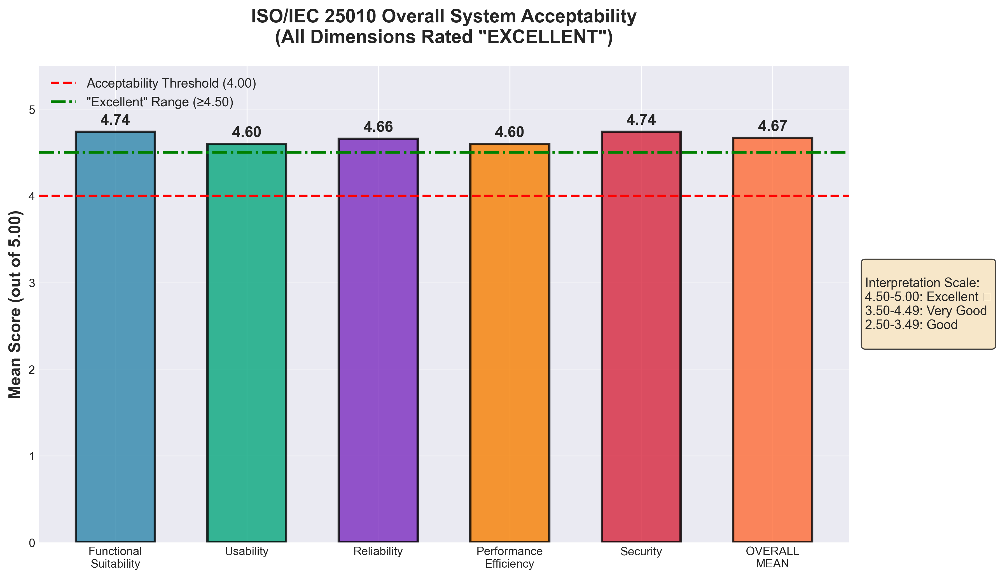 ISO/IEC 25010 Overall System Acceptability
(All Dimensions Rated "EXCELLENT")
Acceptability Threshold (4.00)
"Excellent" Range (≥4.50)
Mean Score (out of 5.00)
5
4
3
2
1
0
4.74
4.60
4.66
4.60
4.74
4.67
Functional
Suitability
Usability
Reliability
Performance
Efficiency
Security
OVERALL
MEAN
Interpretation Scale:
4.50-5.00: Excellent □
3.50-4.49: Very Good
2.50-3.49: Good